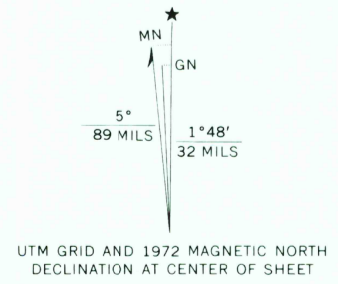 MN
GN
5°
89 MILS
1°48′
32 MILS
UTM GRID AND 1972 MAGNETIC NORTH
DECLINATION AT CENTER OF SHEET